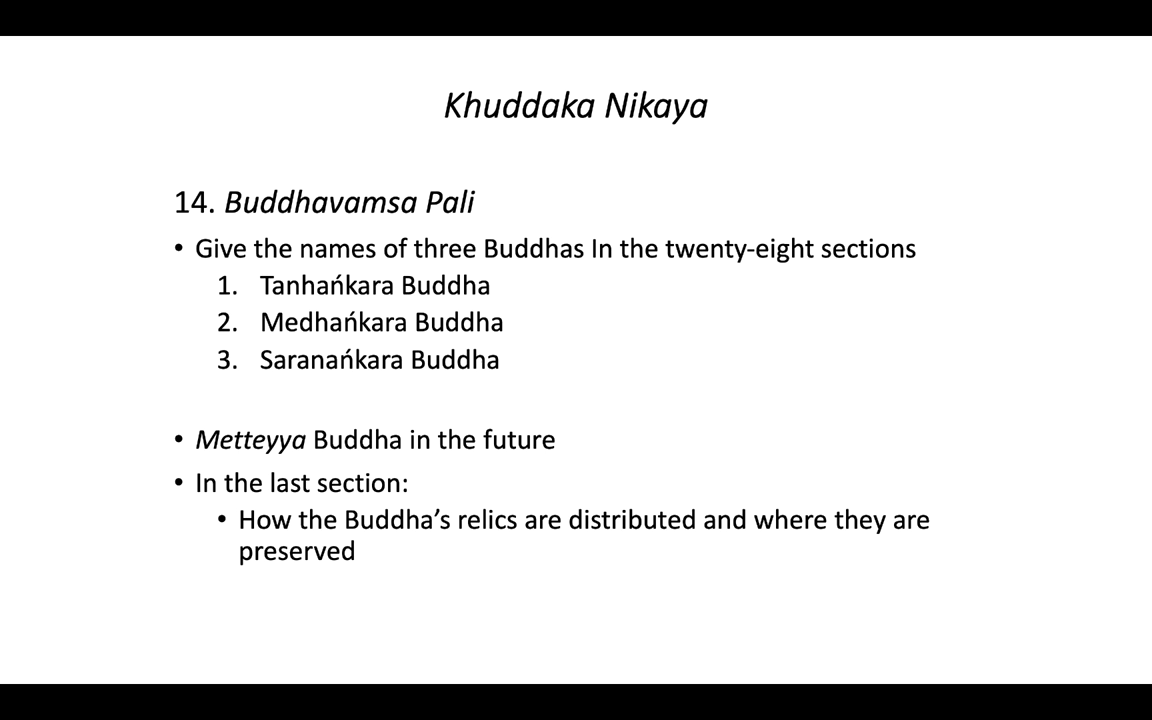 Khuddaka Nikaya
14. Buddhavamsa Pali
• Give the names of three Buddhas In the twenty-eight sections
1. Tanhańkara Buddha
2. Medhańkara Buddha
3. Saranańkara Buddha
• Metteyya Buddha in the future
• In the last section:
• How the Buddha’s relics are distributed and where they are
preserved